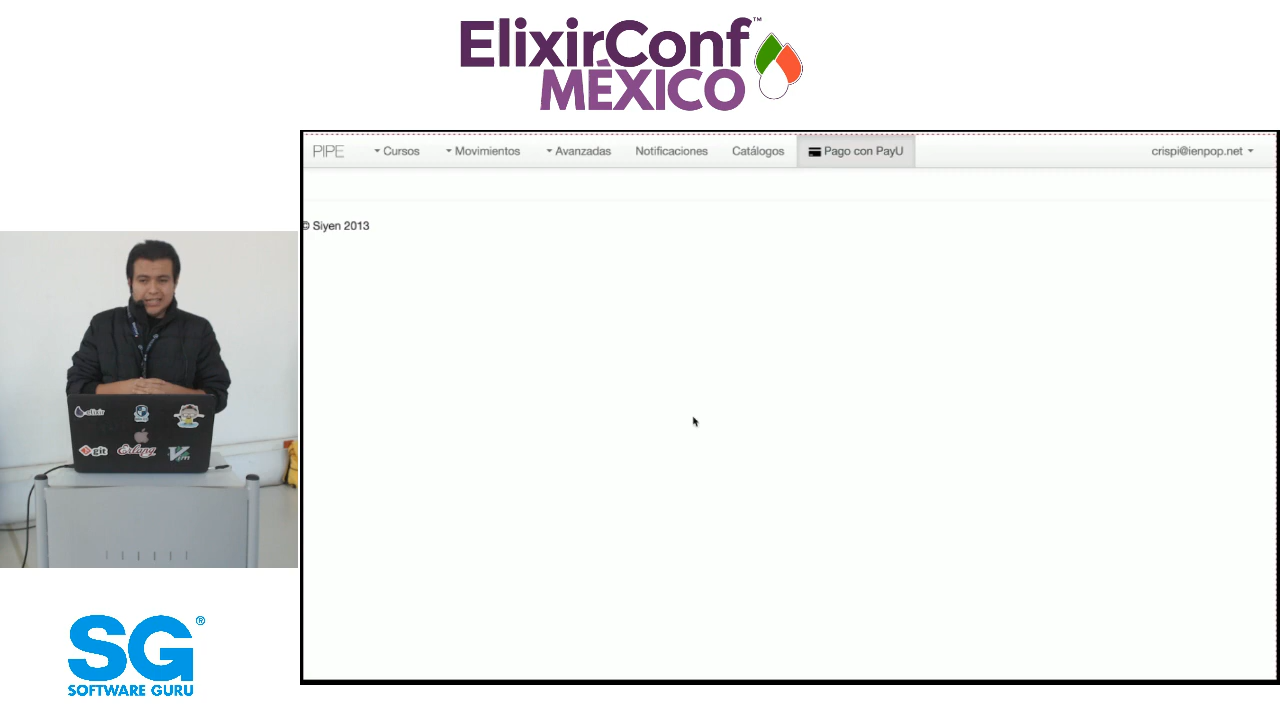 ElixirConf™
MÉXICO
PIPE Cursos Movimientos Avanzadas Notificaciones Catálogos Pago con PayU crispi@ienpop.net
© Siyen 2013
elixir
git Erlang Vim
SG®
SOFTWARE GURU